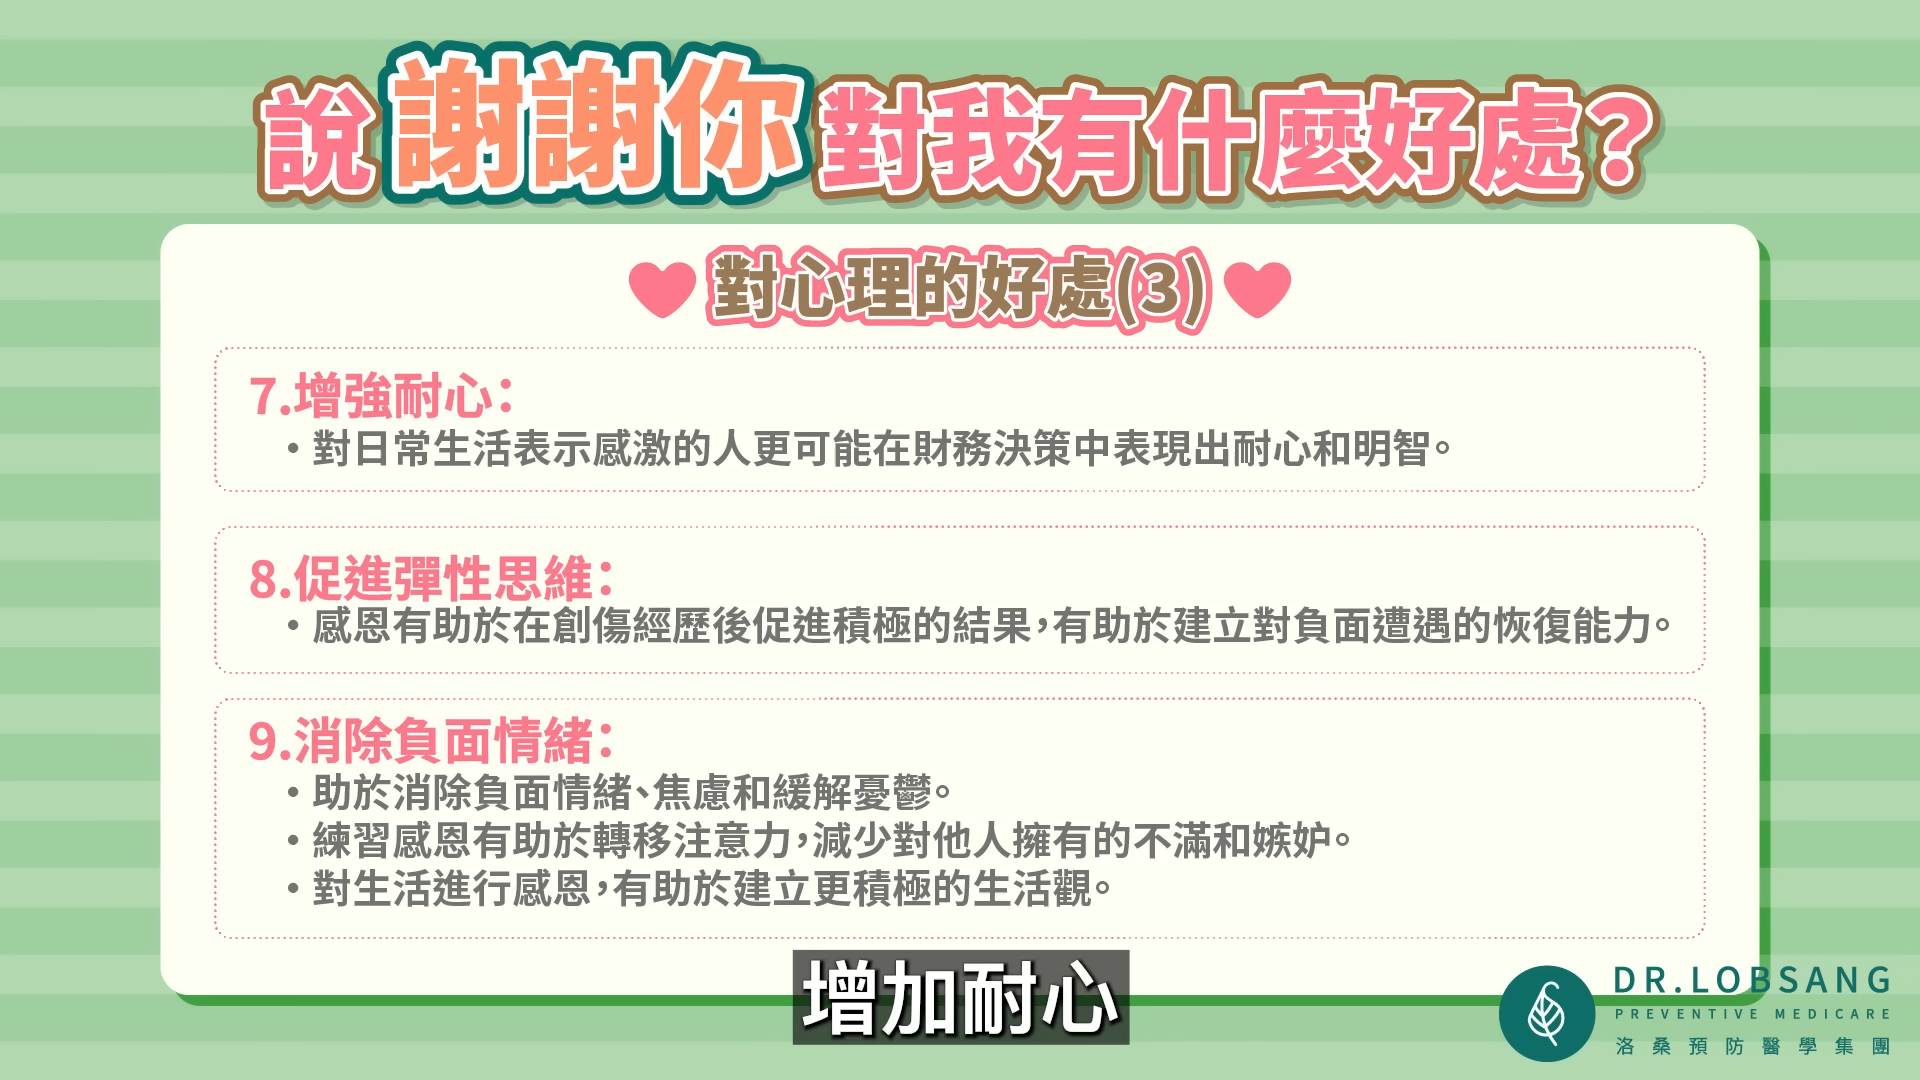 說謝謝你對我有什麼好處？
對心理的好處(3)
7.增強耐心：
•對日常生活表示感激的人更可能在財務決策中表現出耐心和明智。
8.促進彈性思維：
•感恩有助於在創傷經歷後促進積極的結果，有助於建立對負面遭遇的恢復能力。
9.消除負面情緒：
•助於消除負面情緒、焦慮和緩解憂鬱。
•練習感恩有助於轉移注意力，減少對他人擁有的不滿和嫉妒。
•對生活進行感恩，有助於建立更積極的生活觀。
增加耐心
DR.LOBSANG
PREVENTIVE MEDICARE
洛桑預防醫學集團